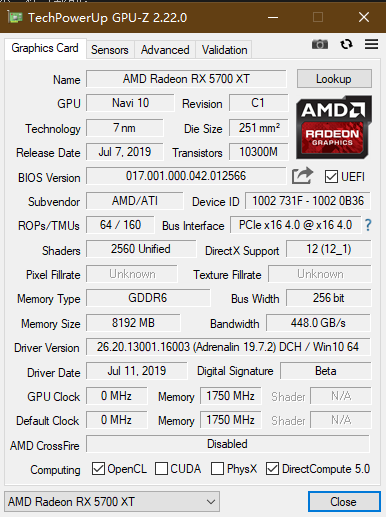 TechPowerUp GPU-Z 2.22.0
Graphics Card Sensors Advanced Validation
Name AMD Radeon RX 5700 XT Lookup
GPU Navi 10 Revision C1
AMD
RADEON
GRAPHICS
Technology 7 nm Die Size 251 mm²
Release Date Jul 7, 2019 Transistors 10300M
BIOS Version 017.001.000.042.012566 UEFI
Subvendor AMD/ATI Device ID 1002 731F - 1002 0B36
ROPs/TMUs 64 / 160 Bus Interface PCIe x16 4.0 @ x16 4.0 ?
Shaders 2560 Unified DirectX Support 12 (12_1)
Pixel Fillrate Unknown Texture Fillrate Unknown
Memory Type GDDR6 Bus Width 256 bit
Memory Size 8192 MB Bandwidth 448.0 GB/s
Driver Version 26.20.13001.16003 (Adrenalin 19.7.2) DCH / Win10 64
Driver Date Jul 11, 2019 Digital Signature Beta
GPU Clock 0 MHz Memory 1750 MHz Shader N/A
Default Clock 0 MHz Memory 1750 MHz Shader N/A
AMD CrossFire Disabled
Computing OpenCL CUDA PhysX DirectCompute 5.0
AMD Radeon RX 5700 XT Close